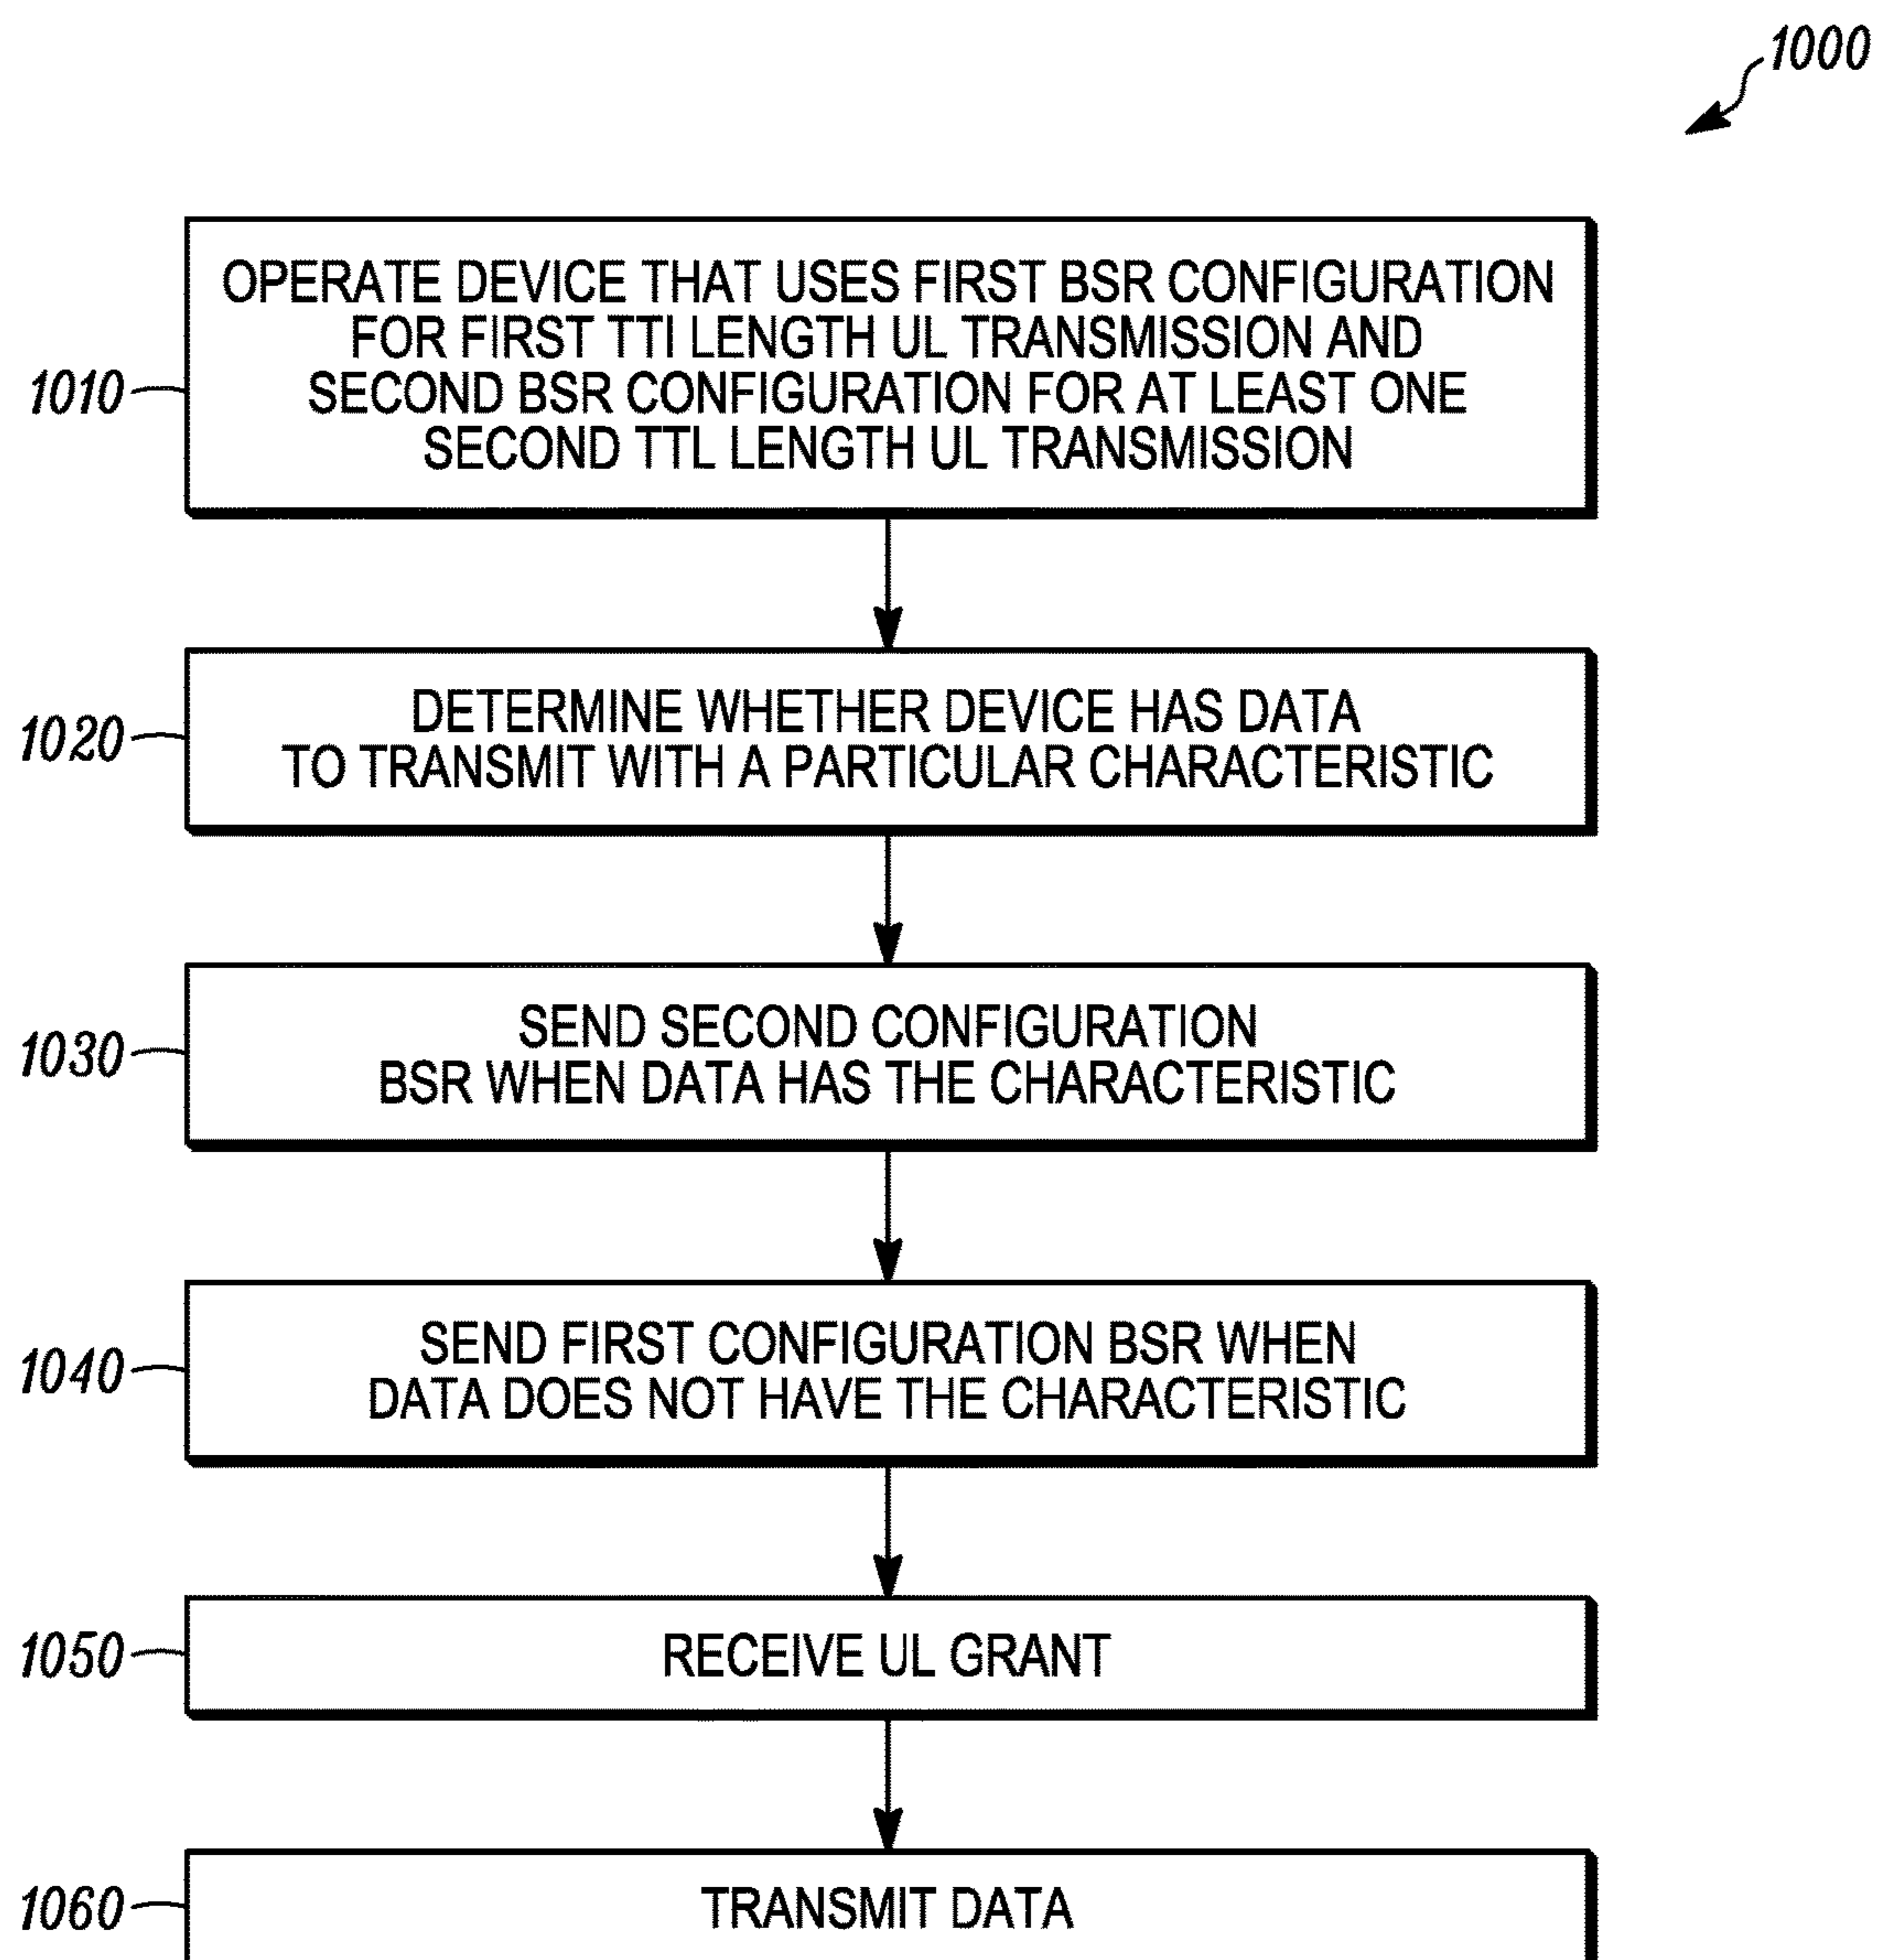 1000
OPERATE DEVICE THAT USES FIRST BSR CONFIGURATION
FOR FIRST TTI LENGTH UL TRANSMISSION AND
SECOND BSR CONFIGURATION FOR AT LEAST ONE
SECOND TTL LENGTH UL TRANSMISSION
1010
DETERMINE WHETHER DEVICE HAS DATA
TO TRANSMIT WITH A PARTICULAR CHARACTERISTIC
1020
SEND SECOND CONFIGURATION
BSR WHEN DATA HAS THE CHARACTERISTIC
1030
SEND FIRST CONFIGURATION BSR WHEN
DATA DOES NOT HAVE THE CHARACTERISTIC
1040
RECEIVE UL GRANT
1050
TRANSMIT DATA
1060